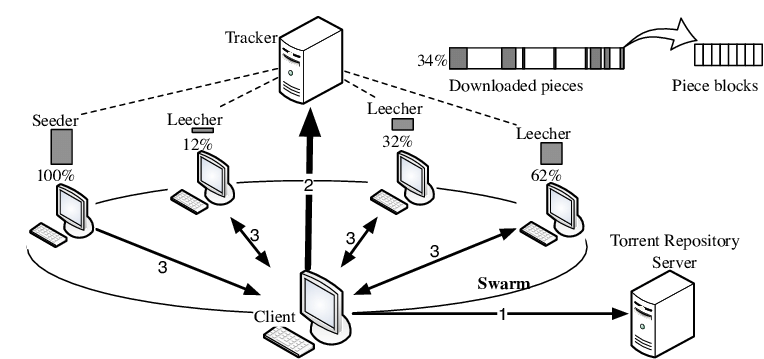 Tracker
34%
Downloaded pieces
Piece blocks
Seeder
100%
Leecher
12%
Leecher
32%
Leecher
62%
2
3
3
3
3
Swarm
Client
1
Torrent Repository
Server